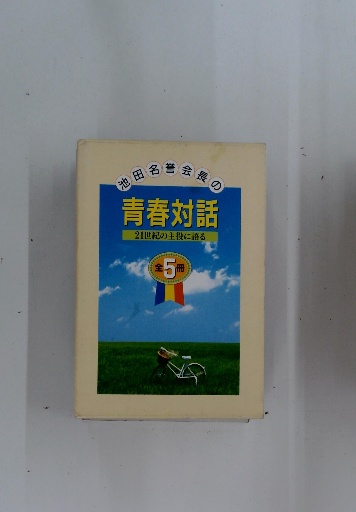 池田名誉会長の
青春対話
21世紀の主役に語る
全5冊